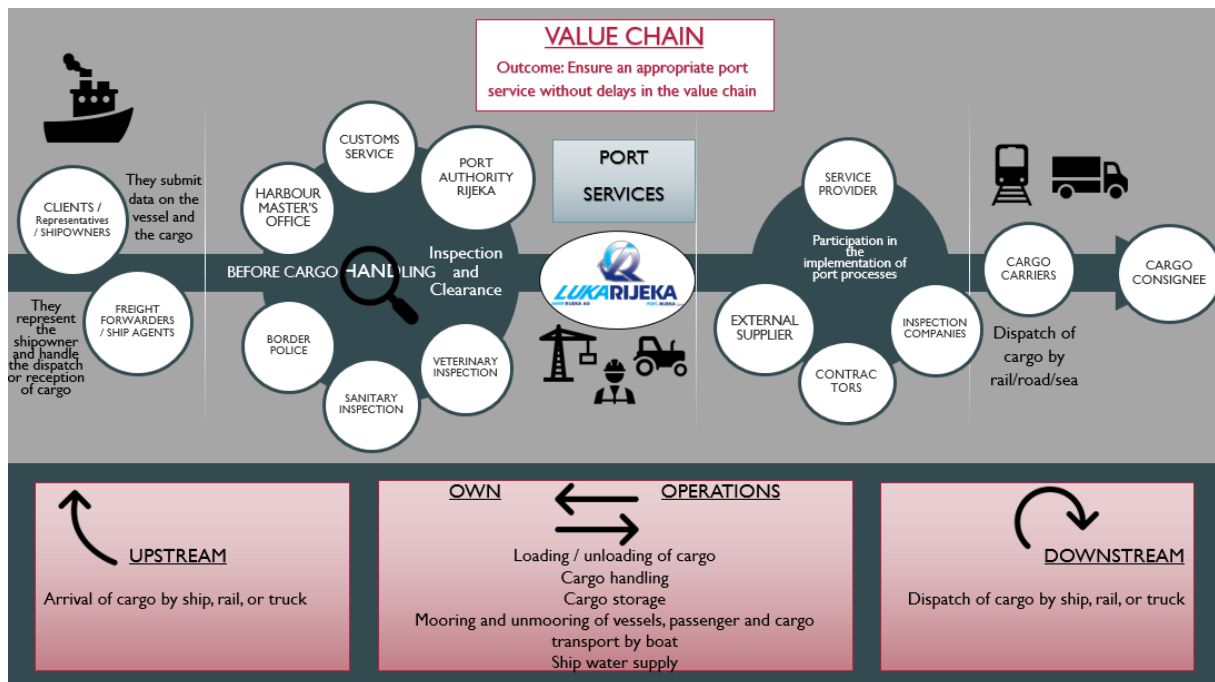 VALUE CHAIN
Outcome: Ensure an appropriate port
service without delays in the value chain
CLIENTS /
Representatives
/ SHIPOWNERS
They submit
data on the
vessel and
the cargo
They
represent
the
shipowner
and handle
the dispatch
or reception
of cargo
FREIGHT
FORWARDERS
/ SHIP AGENTS
CUSTOMS
SERVICE
PORT
AUTHORITY
RIJEKA
HARBOUR
MASTER'S
OFFICE
BEFORE CARGO HANDLING
Inspection
and
Clearance
BORDER
POLICE
SANITARY
INSPECTION
VETERINARY
INSPECTION
PORT
SERVICES
LUKARIJEKA
SERVICE
PROVIDER
Participation in
the
implementation of
port processes
EXTERNAL
SUPPLIER
CONTRAC
TORS
INSPECTION
COMPANIES
CARGO
CARRIERS
Dispatch of
cargo by
rail/road/sea
CARGO
CONSIGNEE
UPSTREAM
Arrival of cargo by ship, rail, or truck
OWN OPERATIONS
Loading / unloading of cargo
Cargo handling
Cargo storage
Mooring and unmooring of vessels, passenger and cargo
transport by boat
Ship water supply
DOWNSTREAM
Dispatch of cargo by ship, rail, or truck